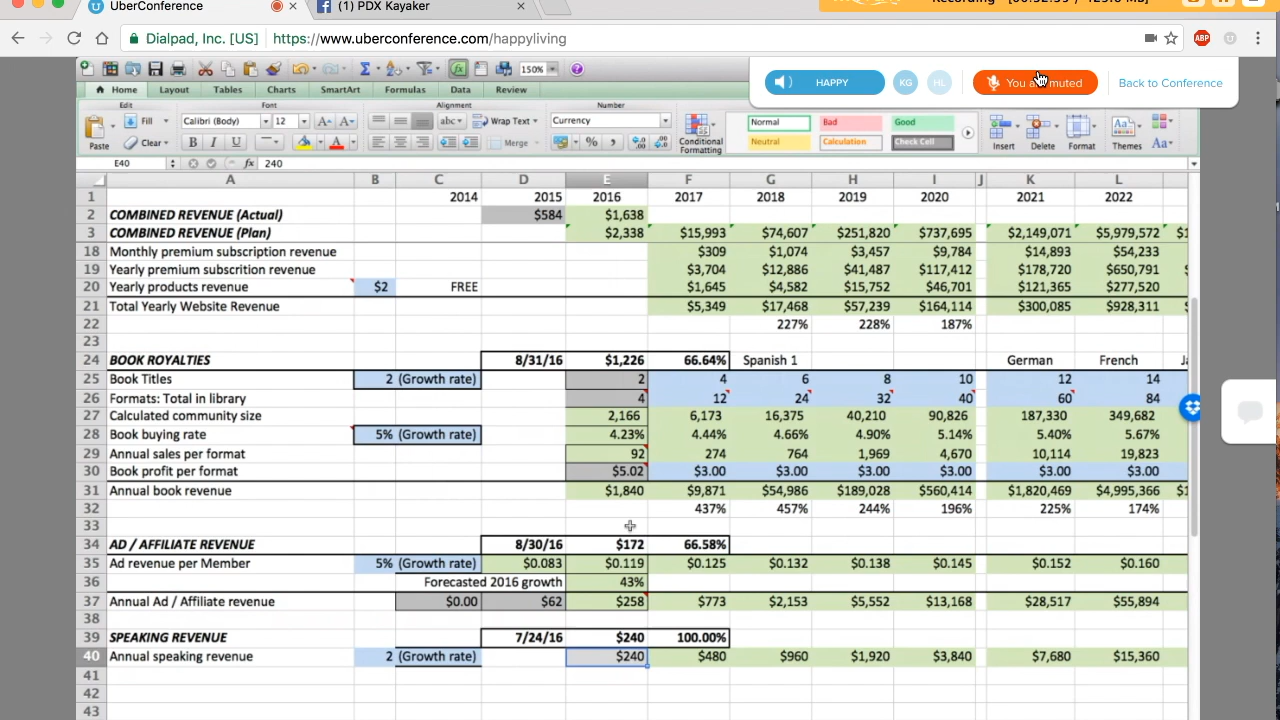 UberConference × (1) PDX Kayaker × Recording - [00:32:59 / 125.6 MB]
Dialpad, Inc. [US] https://www.uberconference.com/happyliving ABP
150%
HAPPY KG HL You are muted Back to Conference
Home Layout Tables Charts SmartArt Formulas Data Review
Edit Font Alignment Number
Paste Fill Calibri (Body) 12 A A abc Wrap Text Currency Normal Bad Good
Clear B I U A Merge % , Conditional Formatting Neutral Calculation Check Cell Insert Delete Format Themes Aa
E40 fx 240
A B C D E F G H I J K L
1 2014 2015 2016 2017 2018 2019 2020 2021 2022
2 COMBINED REVENUE (Actual) $584 $1,638
3 COMBINED REVENUE (Plan) $2,338 $15,993 $74,607 $251,820 $737,695 $2,149,071 $5,979,572 $1
18 Monthly premium subscription revenue $309 $1,074 $3,457 $9,784 $14,893 $54,233
19 Yearly premium subscrition revenue $3,704 $12,886 $41,487 $117,412 $178,720 $650,791
20 Yearly products revenue $2 FREE $1,645 $4,582 $15,752 $46,701 $121,365 $277,520
21 Total Yearly Website Revenue $5,349 $17,468 $57,239 $164,114 $300,085 $928,311
22 227% 228% 187%
23
24 BOOK ROYALTIES 8/31/16 $1,226 66.64% Spanish 1 German French
25 Book Titles 2 (Growth rate) 2 4 6 8 10 12 14
26 Formats: Total in library 4 12 24 32 40 60 84
27 Calculated community size 2,166 6,173 16,375 40,210 90,826 187,330 349,682
28 Book buying rate 5% (Growth rate) 4.23% 4.44% 4.66% 4.90% 5.14% 5.40% 5.67%
29 Annual sales per format 92 274 764 1,969 4,670 10,114 19,823
30 Book profit per format $5.02 $3.00 $3.00 $3.00 $3.00 $3.00 $3.00
31 Annual book revenue $1,840 $9,871 $54,986 $189,028 $560,414 $1,820,469 $4,995,366 $1
32 437% 457% 244% 196% 225% 174%
33
34 AD / AFFILIATE REVENUE 8/30/16 $172 66.58%
35 Ad revenue per Member 5% (Growth rate) $0.083 $0.119 $0.125 $0.132 $0.138 $0.145 $0.152 $0.160
36 Forecasted 2016 growth 43%
37 Annual Ad / Affiliate revenue $0.00 $62 $258 $773 $2,153 $5,552 $13,168 $28,517 $55,894
38
39 SPEAKING REVENUE 7/24/16 $240 100.00%
40 Annual speaking revenue 2 (Growth rate) $240 $480 $960 $1,920 $3,840 $7,680 $15,360
41
42
43